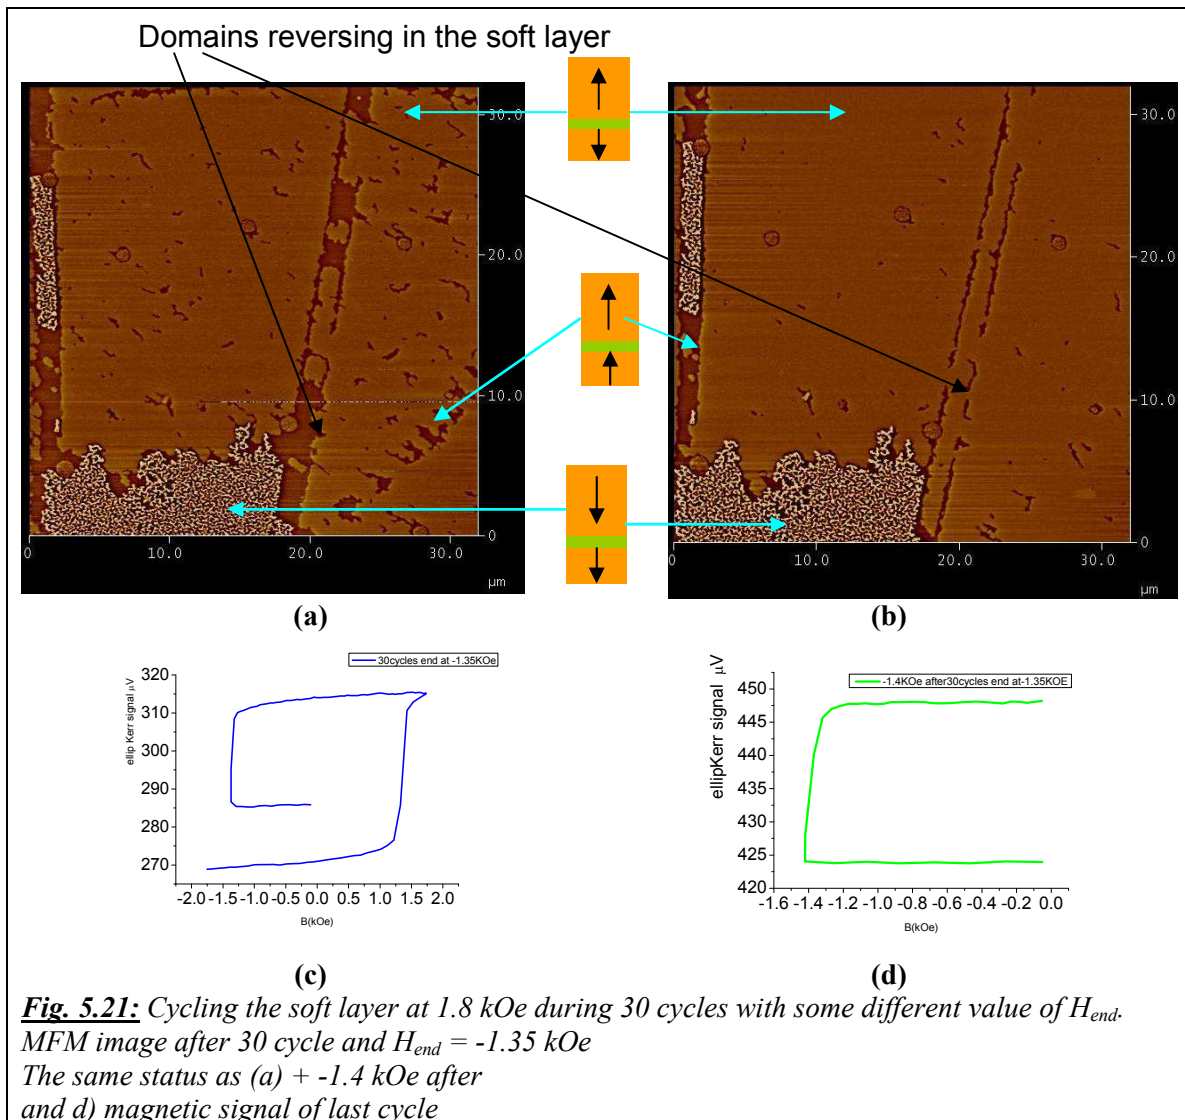 Domains reversing in the soft layer
30.0
20.0
10.0
0
0
10.0
20.0
30.0
µm
30.0
20.0
10.0
0
0
10.0
20.0
30.0
µm
(a)
(b)
30cycles end at -1.35KOe
320
310
300
290
280
270
ellip Kerr signal µV
-2.0 -1.5 -1.0 -0.5 0.0 0.5 1.0 1.5 2.0
B(kOe)
-1.4KOe after30cycles end at-1.35KOE
450
445
440
435
430
425
420
ellipKerr signal µV
-1.6 -1.4 -1.2 -1.0 -0.8 -0.6 -0.4 -0.2 0.0
B(kOe)
(c)
(d)
Fig. 5.21: Cycling the soft layer at 1.8 kOe during 30 cycles with some different value of Hend.
MFM image after 30 cycle and Hend = -1.35 kOe
The same status as (a) + -1.4 kOe after
and d) magnetic signal of last cycle